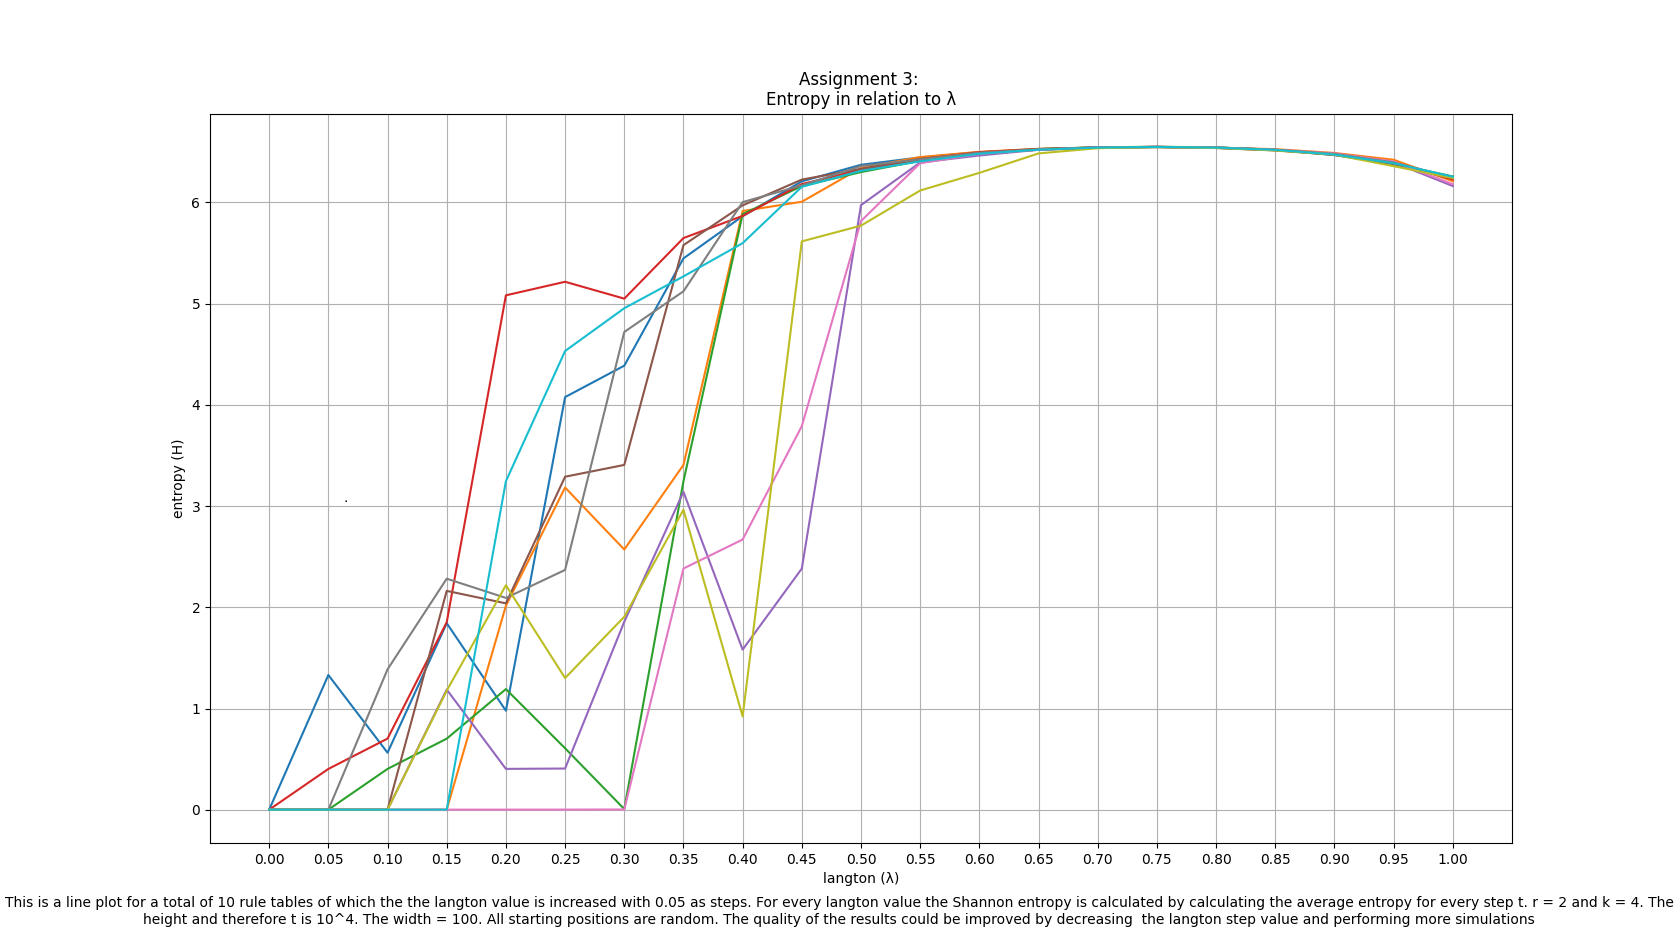 Assignment 3:
Entropy in relation to λ
entropy (H)
6
5
4
3
2
1
0
0.00 0.05 0.10 0.15 0.20 0.25 0.30 0.35 0.40 0.45 0.50 0.55 0.60 0.65 0.70 0.75 0.80 0.85 0.90 0.95 1.00
langton (λ)
This is a line plot for a total of 10 rule tables of which the the langton value is increased with 0.05 as steps. For every langton value the Shannon entropy is calculated by calculating the average entropy for every step t. r = 2 and k = 4. The
height and therefore t is 10^4. The width = 100. All starting positions are random. The quality of the results could be improved by decreasing  the langton step value and performing more simulations